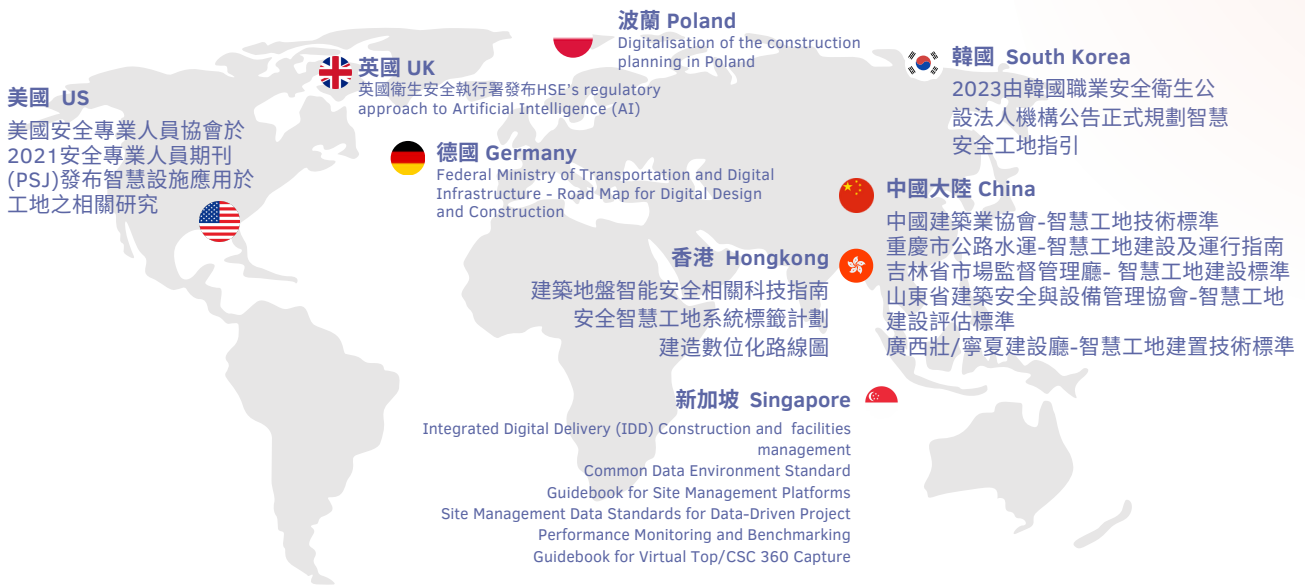 波蘭 Poland
Digitalisation of the construction
planning in Poland
英國 UK
英國衛生安全執行署發布HSE's regulatory
approach to Artificial Intelligence (AI)
韓國 South Korea
2023由韓國職業安全衛生公
設法人機構公告正式規劃智慧
安全工地指引
美國 US
美國安全專業人員協會於
2021安全專業人員期刊
(PSJ)發布智慧設施應用於
工地之相關研究
德國 Germany
Federal Ministry of Transportation and Digital
Infrastructure - Road Map for Digital Design
and Construction
中國大陸 China
中國建築業協會-智慧工地技術標準
重慶市公路水運-智慧工地建設及運行指南
吉林省市場監督管理廳- 智慧工地建設標準
山東省建築安全與設備管理協會-智慧工地
建設評估標準
廣西壯/寧夏建設廳-智慧工地建置技術標準
香港 Hongkong
建築地盤智能安全相關科技指南
安全智慧工地系統標籤計劃
建造數位化路線圖
新加坡 Singapore
Integrated Digital Delivery (IDD) Construction and facilities
management
Common Data Environment Standard
Guidebook for Site Management Platforms
Site Management Data Standards for Data-Driven Project
Performance Monitoring and Benchmarking
Guidebook for Virtual Top/CSC 360 Capture